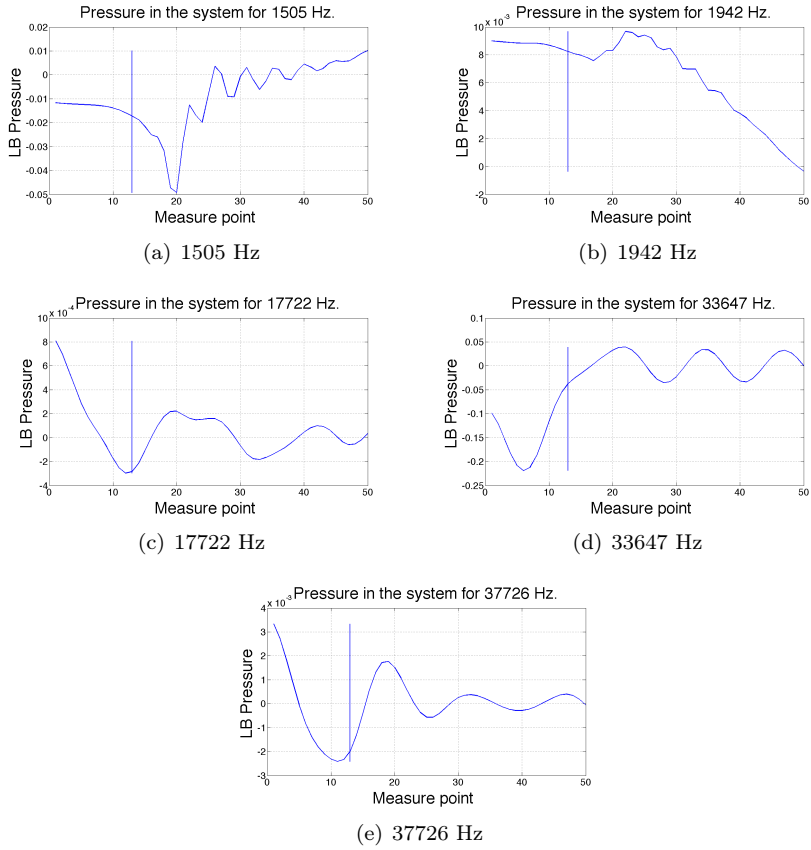 Pressure in the system for 1505 Hz.
0.02
0.01
0
-0.01
-0.02
-0.03
-0.04
-0.05
LB Pressure
0 10 20 30 40 50
Measure point
(a) 1505 Hz
Pressure in the system for 1942 Hz.
x 10⁻³
10
8
6
4
2
0
-2
LB Pressure
0 10 20 30 40 50
Measure point
(b) 1942 Hz
Pressure in the system for 17722 Hz.
x 10⁻⁴
10
8
6
4
2
0
-2
-4
LB Pressure
0 10 20 30 40 50
Measure point
(c) 17722 Hz
Pressure in the system for 33647 Hz.
0.1
0.05
0
-0.05
-0.1
-0.15
-0.2
-0.25
LB Pressure
0 10 20 30 40 50
Measure point
(d) 33647 Hz
Pressure in the system for 37726 Hz.
x 10⁻³
4
3
2
1
0
-1
-2
-3
LB Pressure
0 10 20 30 40 50
Measure point
(e) 37726 Hz